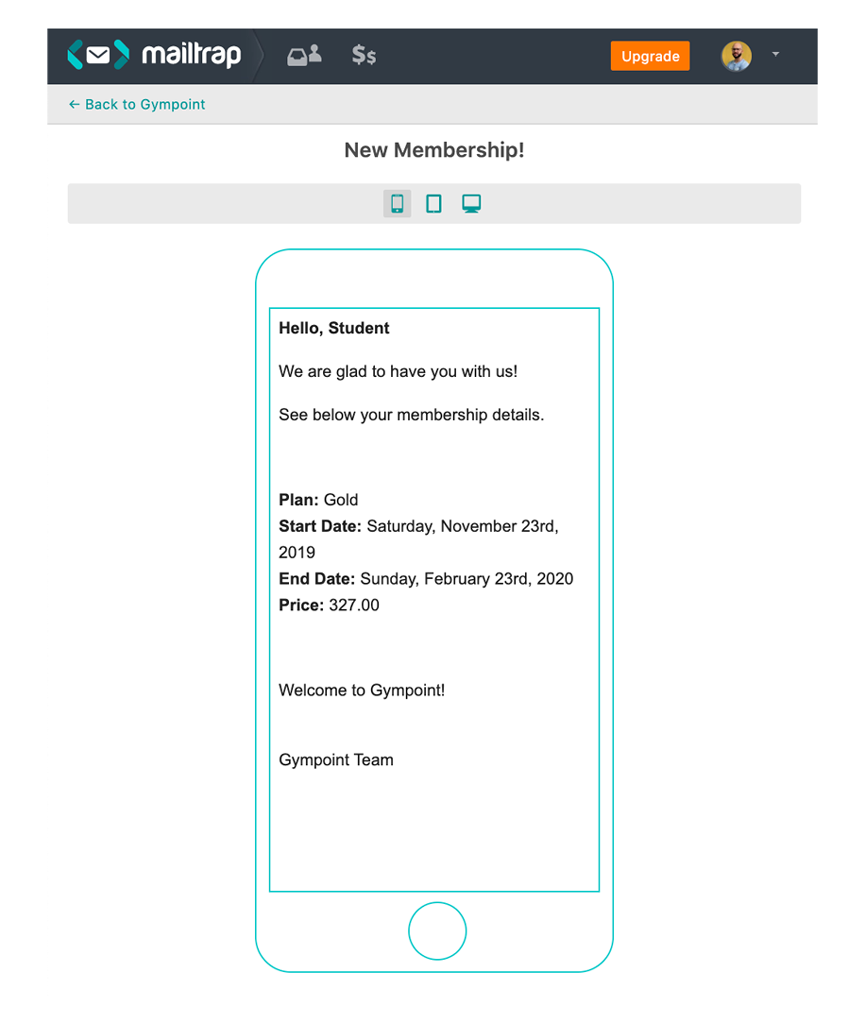 mailtrap
$s
Upgrade
← Back to Gympoint
New Membership!
Hello, Student
We are glad to have you with us!
See below your membership details.
Plan: Gold
Start Date: Saturday, November 23rd,
2019
End Date: Sunday, February 23rd, 2020
Price: 327.00
Welcome to Gympoint!
Gympoint Team